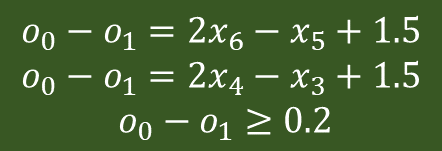 o₀ − o₁ = 2x₆ − x₅ + 1.5
o₀ − o₁ = 2x₄ − x₃ + 1.5
o₀ − o₁ ≥ 0.2